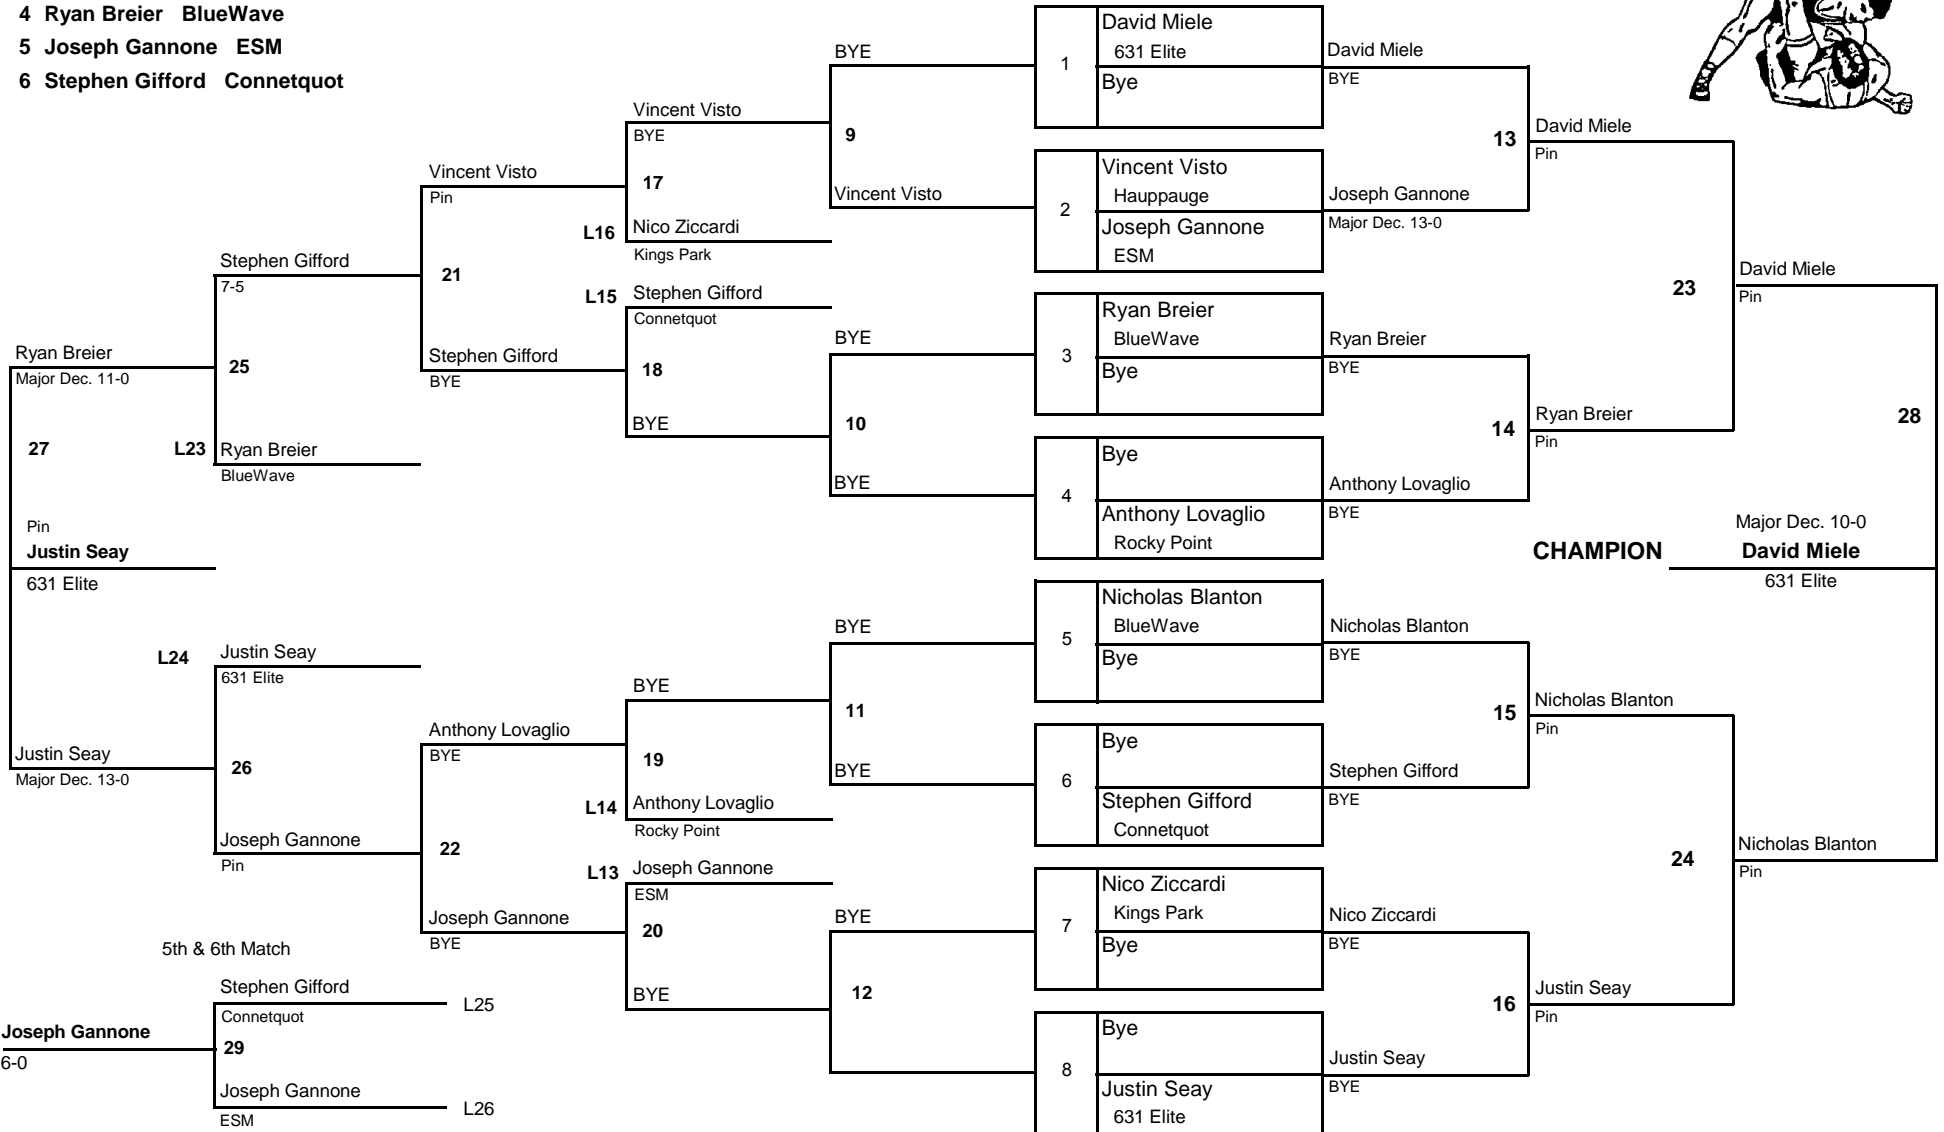 4 Ryan Breier BlueWave
5 Joseph Gannone ESM
6 Stephen Gifford Connetquot
Ryan Breier
Major Dec. 11-0
27
Pin
Justin Seay
631 Elite
Justin Seay
Major Dec. 13-0
Stephen Gifford
7-5
25
L23 Ryan Breier
BlueWave
L24 Justin Seay
631 Elite
26
Joseph Gannone
Pin
5th & 6th Match
Stephen Gifford L25
Connetquot
Joseph Gannone
6-0
29
Joseph Gannone L26
ESM
Vincent Visto
Pin
21
Stephen Gifford
BYE
Anthony Lovaglio
BYE
22
Joseph Gannone
BYE
Vincent Visto
BYE
17
L16 Nico Ziccardi
Kings Park
L15 Stephen Gifford
Connetquot
18
BYE
BYE
19
L14 Anthony Lovaglio
Rocky Point
L13 Joseph Gannone
ESM
20
BYE
BYE
9
Vincent Visto
BYE
10
BYE
BYE
11
BYE
BYE
12
1
David Miele
631 Elite
Bye
2
Vincent Visto
Hauppauge
Joseph Gannone
ESM
3
Ryan Breier
BlueWave
Bye
4
Bye
Anthony Lovaglio
Rocky Point
5
Nicholas Blanton
BlueWave
Bye
6
Bye
Stephen Gifford
Connetquot
7
Nico Ziccardi
Kings Park
Bye
8
Bye
Justin Seay
631 Elite
David Miele
BYE
Joseph Gannone
Major Dec. 13-0
Ryan Breier
BYE
Anthony Lovaglio
BYE
Nicholas Blanton
BYE
Stephen Gifford
BYE
Nico Ziccardi
BYE
Justin Seay
BYE
13
David Miele
Pin
14
Ryan Breier
Pin
15
Nicholas Blanton
Pin
16
Justin Seay
Pin
23
David Miele
Pin
24
Nicholas Blanton
Pin
28
Major Dec. 10-0
CHAMPION David Miele
631 Elite